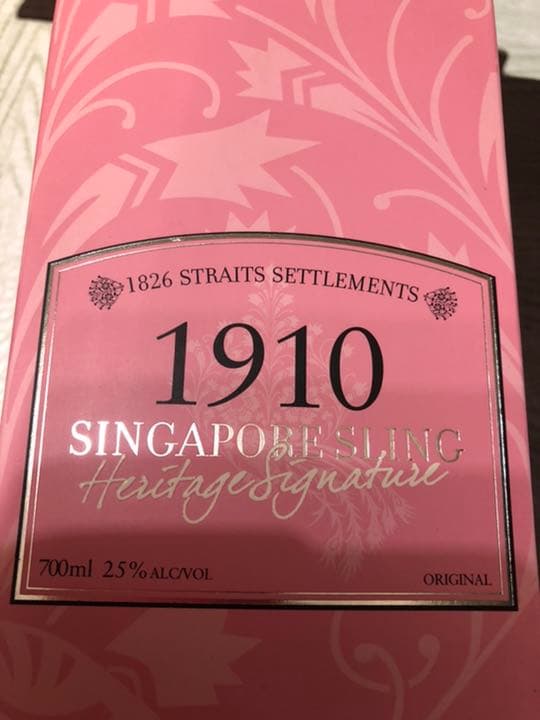 1826 STRAITS SETTLEMENTS
1910
SINGAPORE SLING
Heritage Signature
700ml 25% ALC/VOL
ORIGINAL